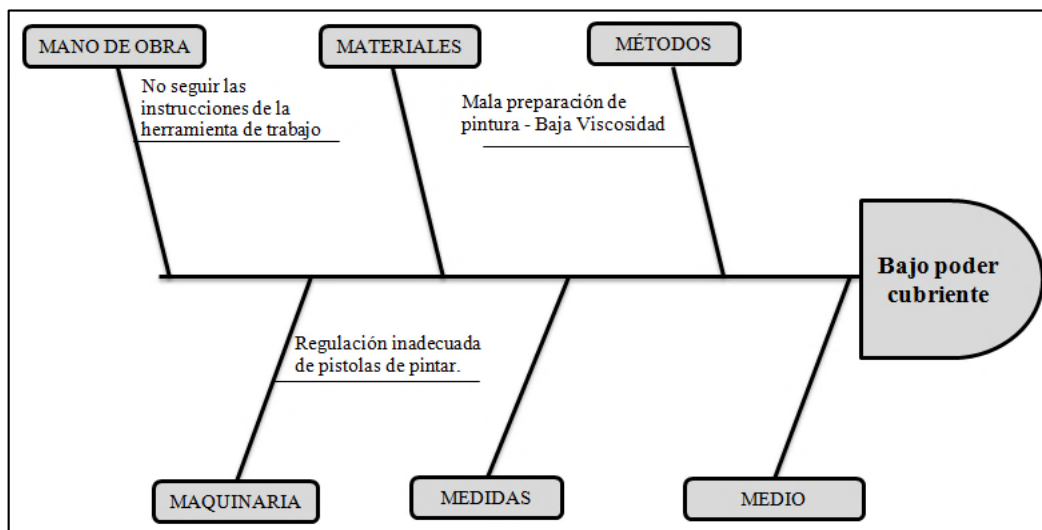 MANO DE OBRA
MATERIALES
MÉTODOS
No seguir las
instrucciones de la
herramienta de trabajo
Mala preparación de
pintura - Baja Viscosidad
Bajo poder
cubriente
Regulación inadecuada
de pistolas de pintar.
MAQUINARIA
MEDIDAS
MEDIO